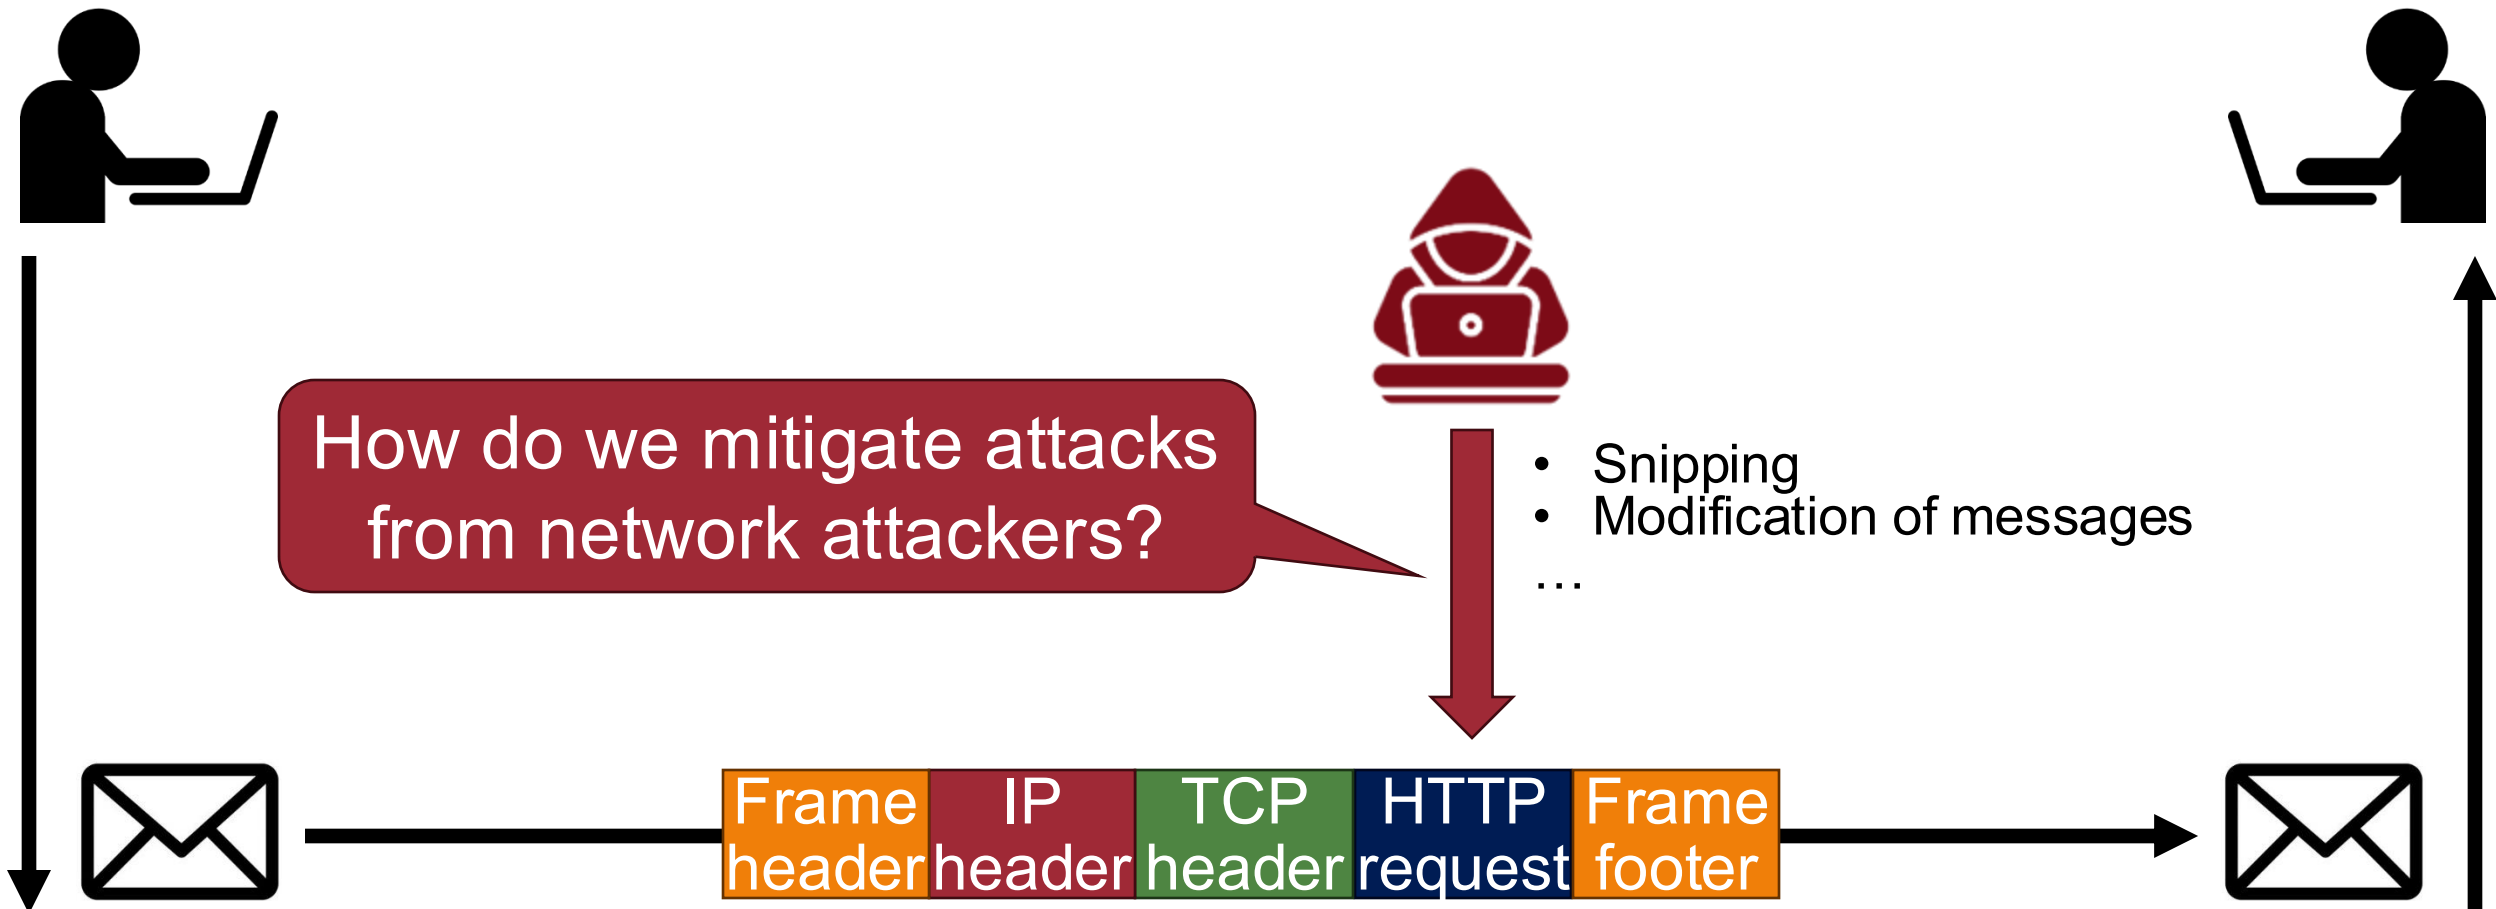 How do we mitigate attacks
from network attackers?
• Snipping
• Modification of messages
...
Frame header
IP header
TCP header
HTTP request
Frame footer